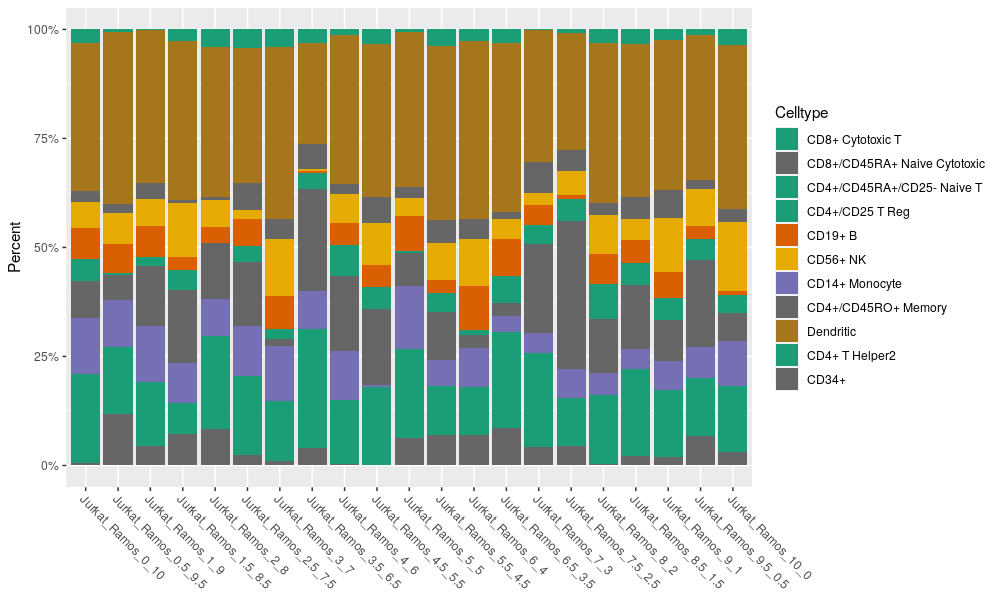 Percent
100%
75%
50%
25%
0%
Jurkat_Ramos_0_10
Jurkat_Ramos_0.5_9.5
Jurkat_Ramos_1_9
Jurkat_Ramos_1.5_8.5
Jurkat_Ramos_2_8
Jurkat_Ramos_2.5_7.5
Jurkat_Ramos_3_7
Jurkat_Ramos_3.5_6.5
Jurkat_Ramos_4_6
Jurkat_Ramos_4.5_5.5
Jurkat_Ramos_5_5
Jurkat_Ramos_5.5_4.5
Jurkat_Ramos_6_4
Jurkat_Ramos_6.5_3.5
Jurkat_Ramos_7_3
Jurkat_Ramos_7.5_2.5
Jurkat_Ramos_8_2
Jurkat_Ramos_8.5_1.5
Jurkat_Ramos_9_1
Jurkat_Ramos_9.5_0.5
Jurkat_Ramos_10_0
Celltype
CD8+ Cytotoxic T
CD8+/CD45RA+ Naive Cytotoxic
CD4+/CD45RA+/CD25- Naive T
CD4+/CD25 T Reg
CD19+ B
CD56+ NK
CD14+ Monocyte
CD4+/CD45RO+ Memory
Dendritic
CD4+ T Helper2
CD34+